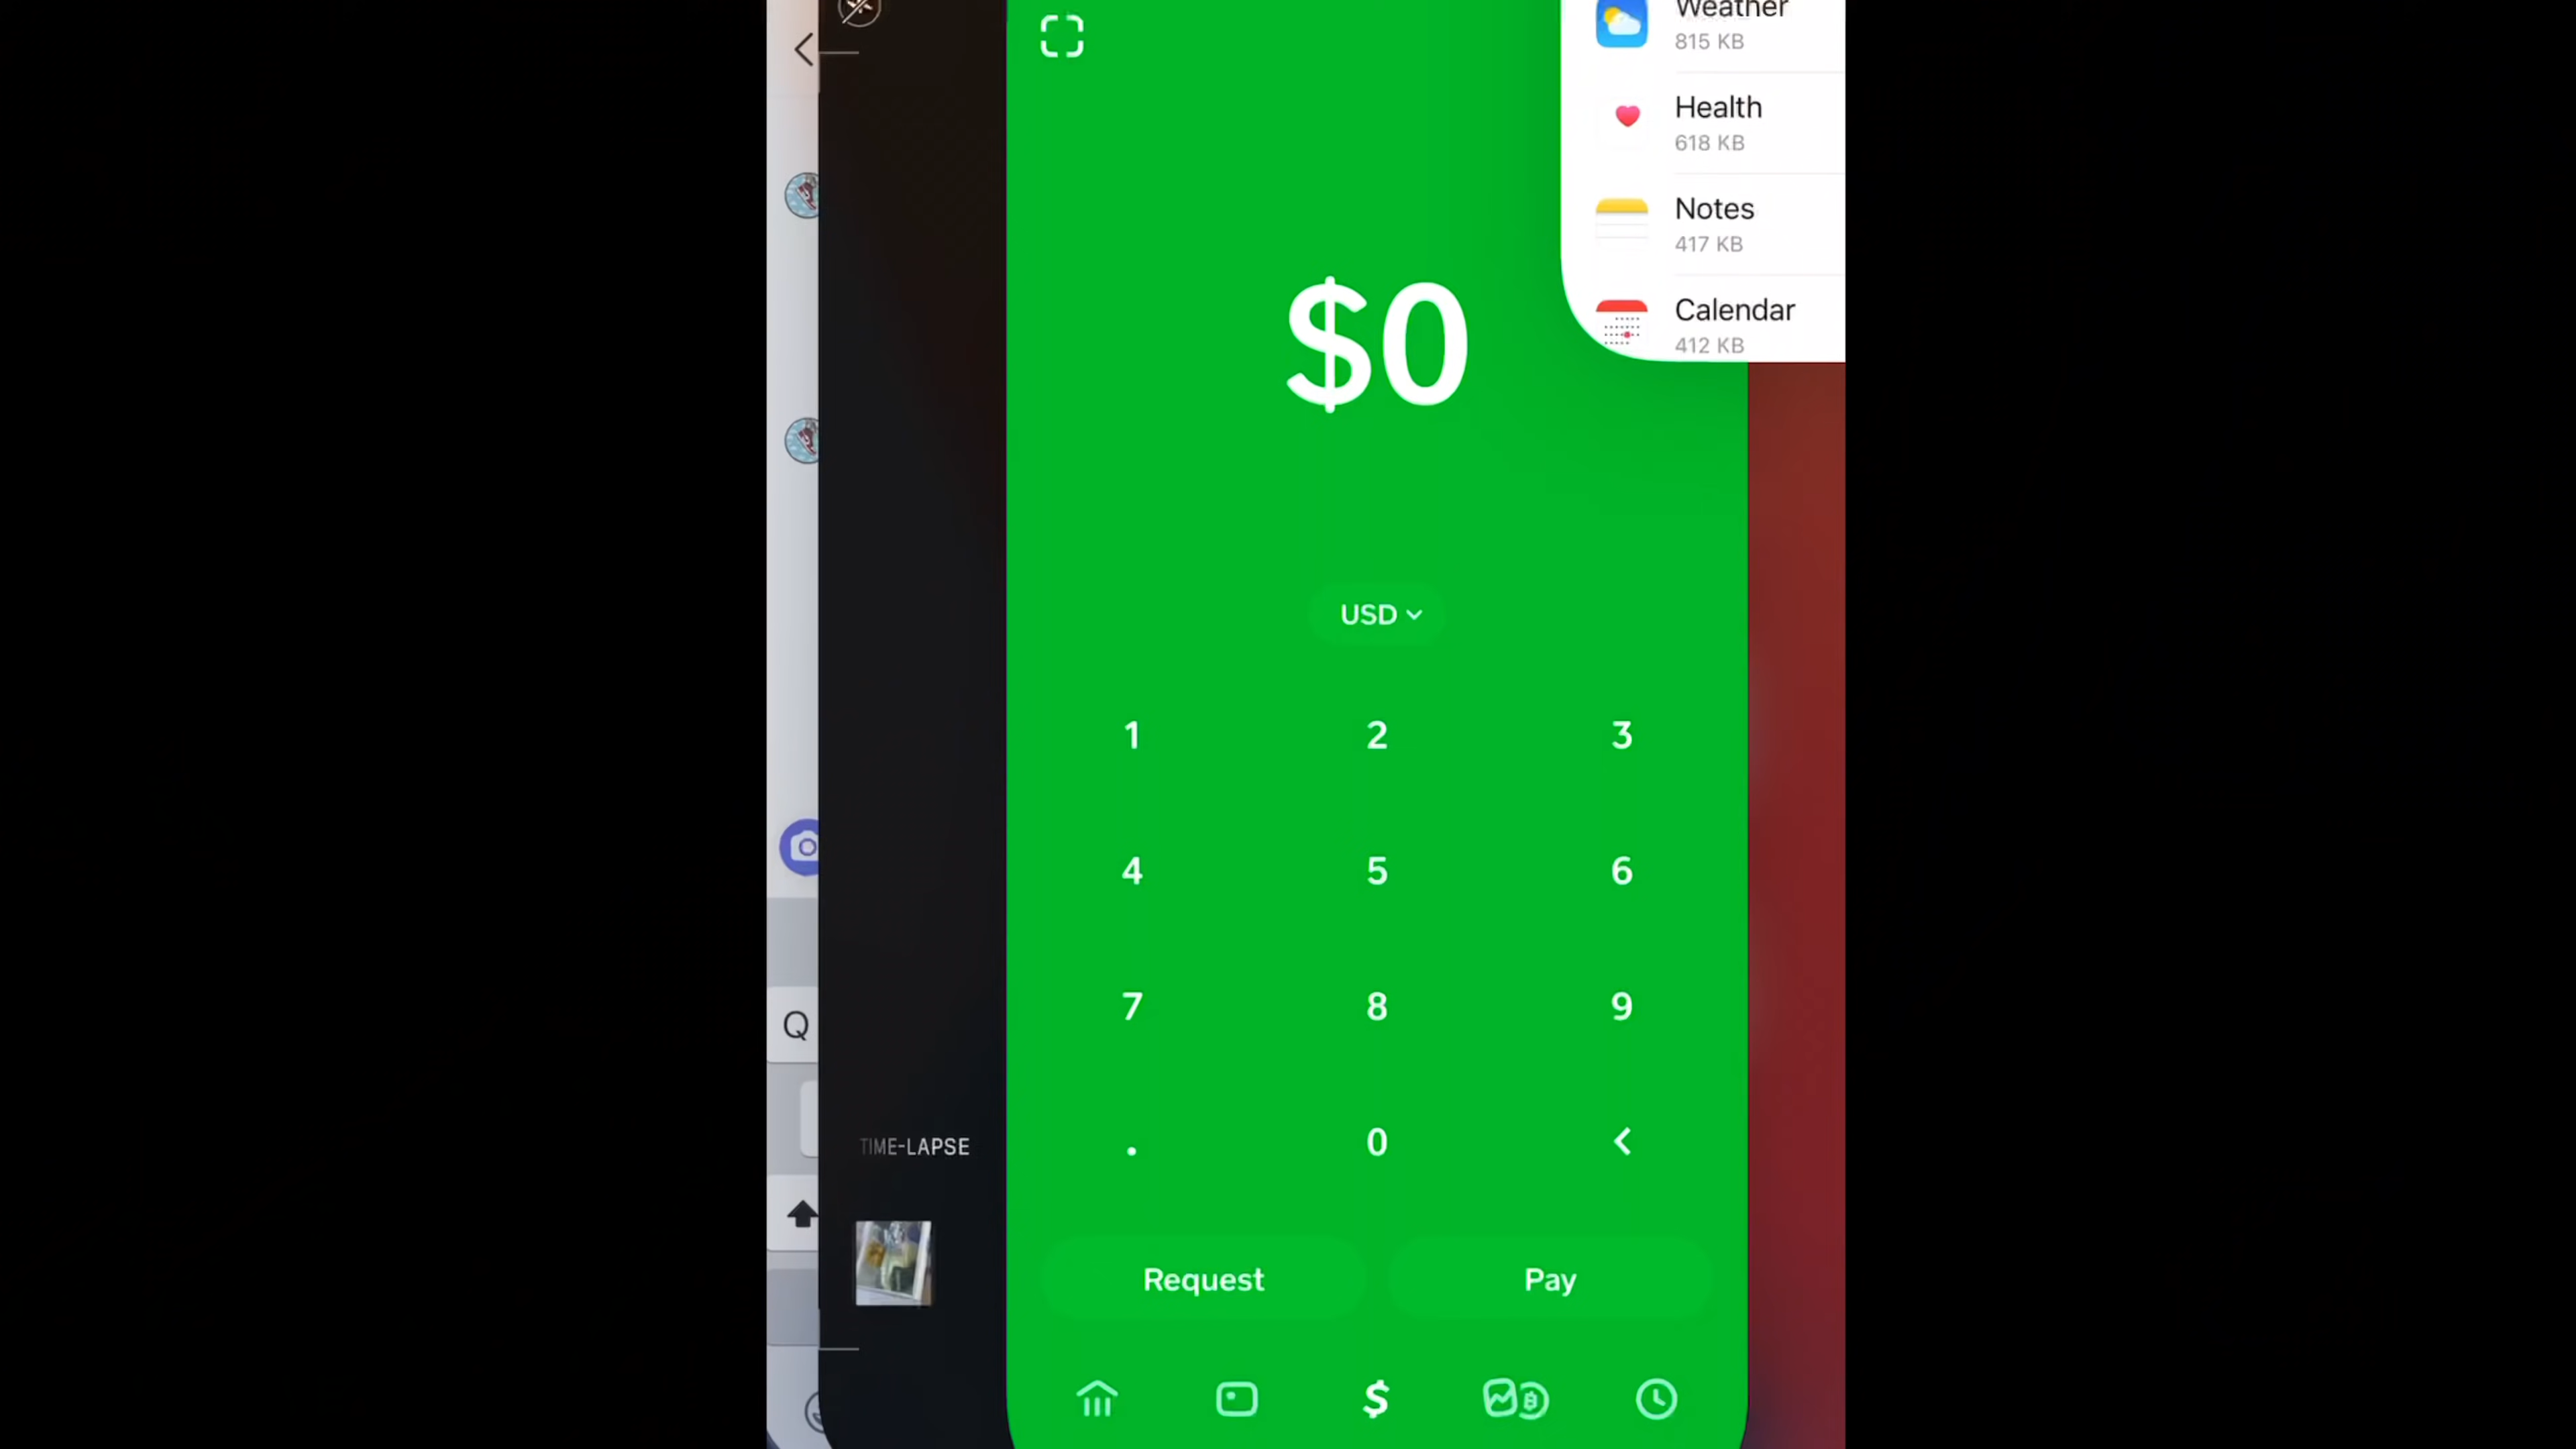 Weather
815 KB
Health
618 KB
Notes
417 KB
Calendar
412 KB
$0
USD
1 2 3
4 5 6
7 8 9
. 0 <
Q
TIME-LAPSE
Request Pay
$